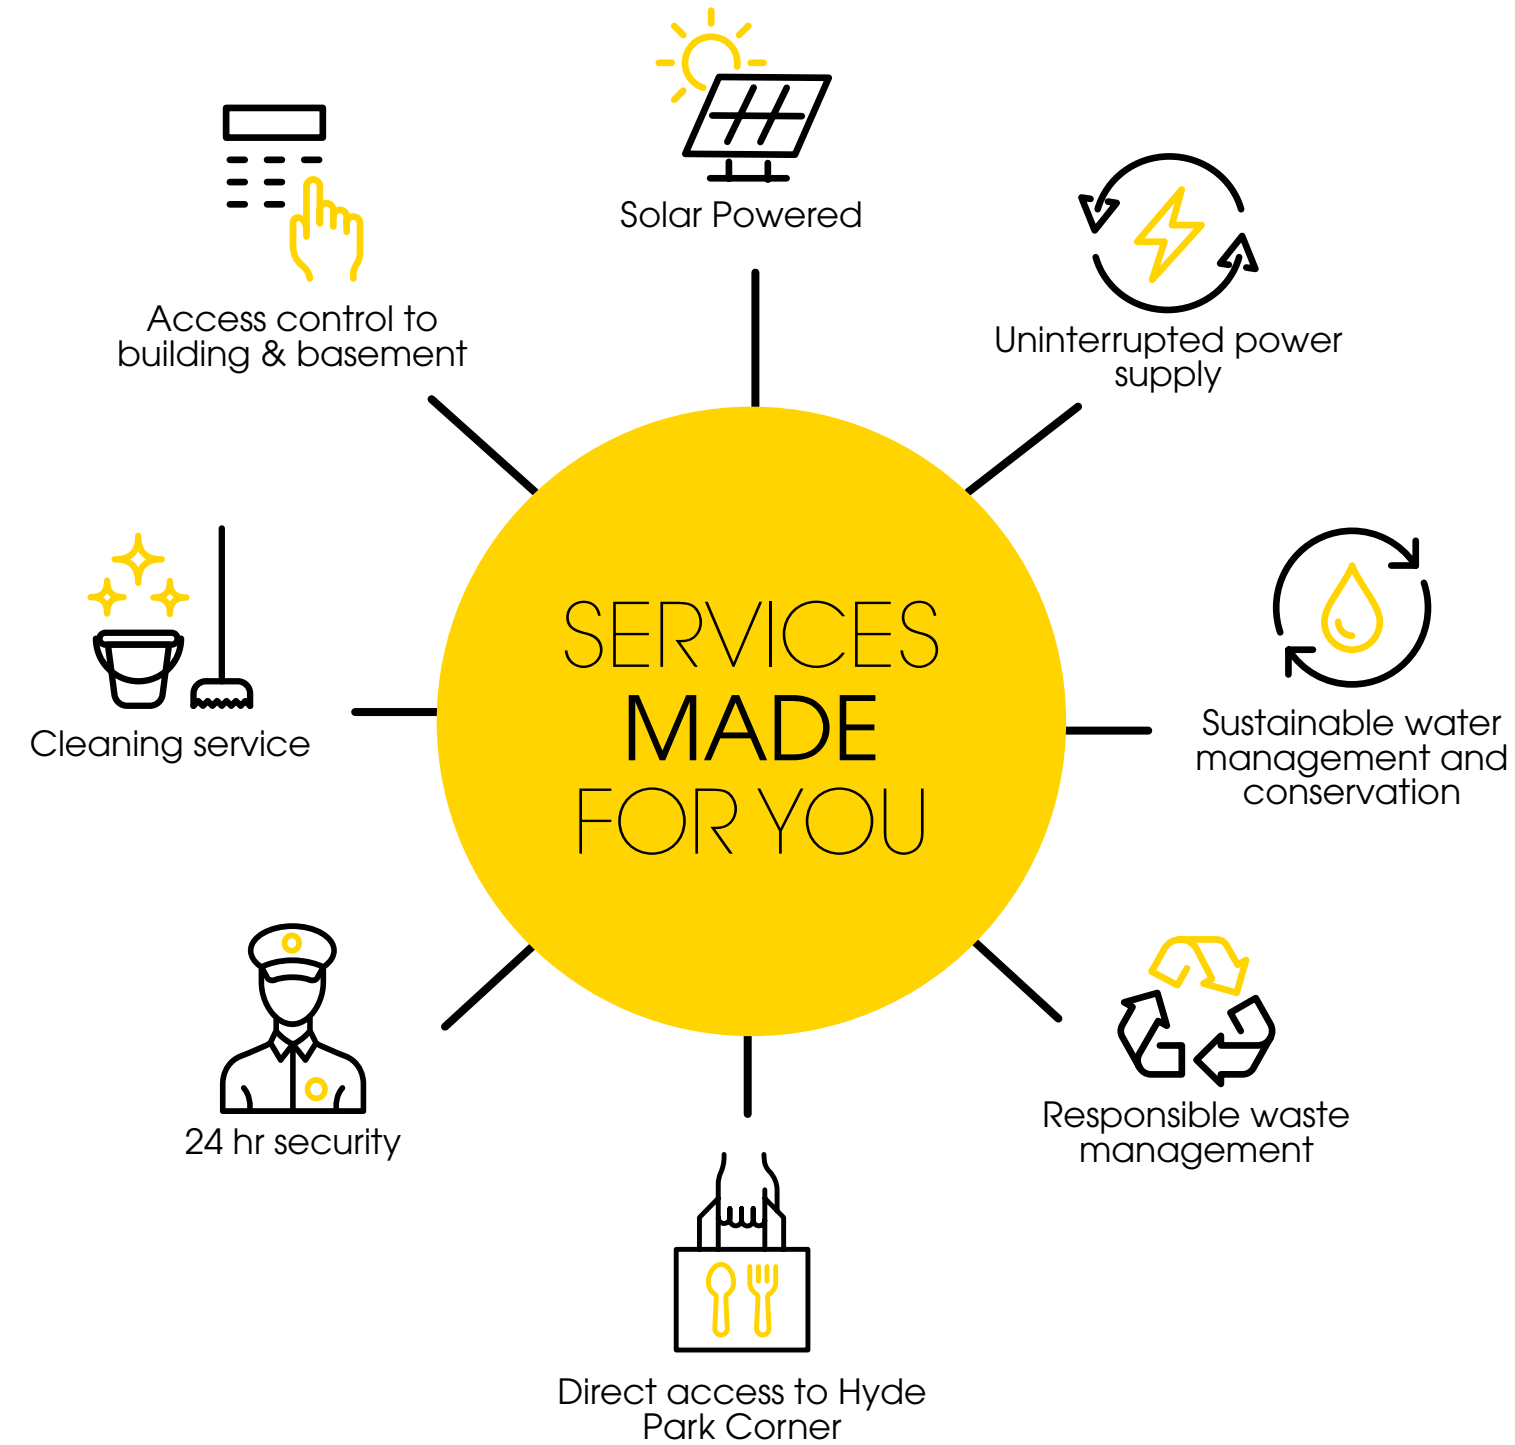 Solar Powered
Access control to
building & basement
Uninterrupted power
supply
SERVICES
MADE
FOR YOU
Cleaning service
Sustainable water
management and
conservation
24 hr security
Responsible waste
management
Direct access to Hyde
Park Corner